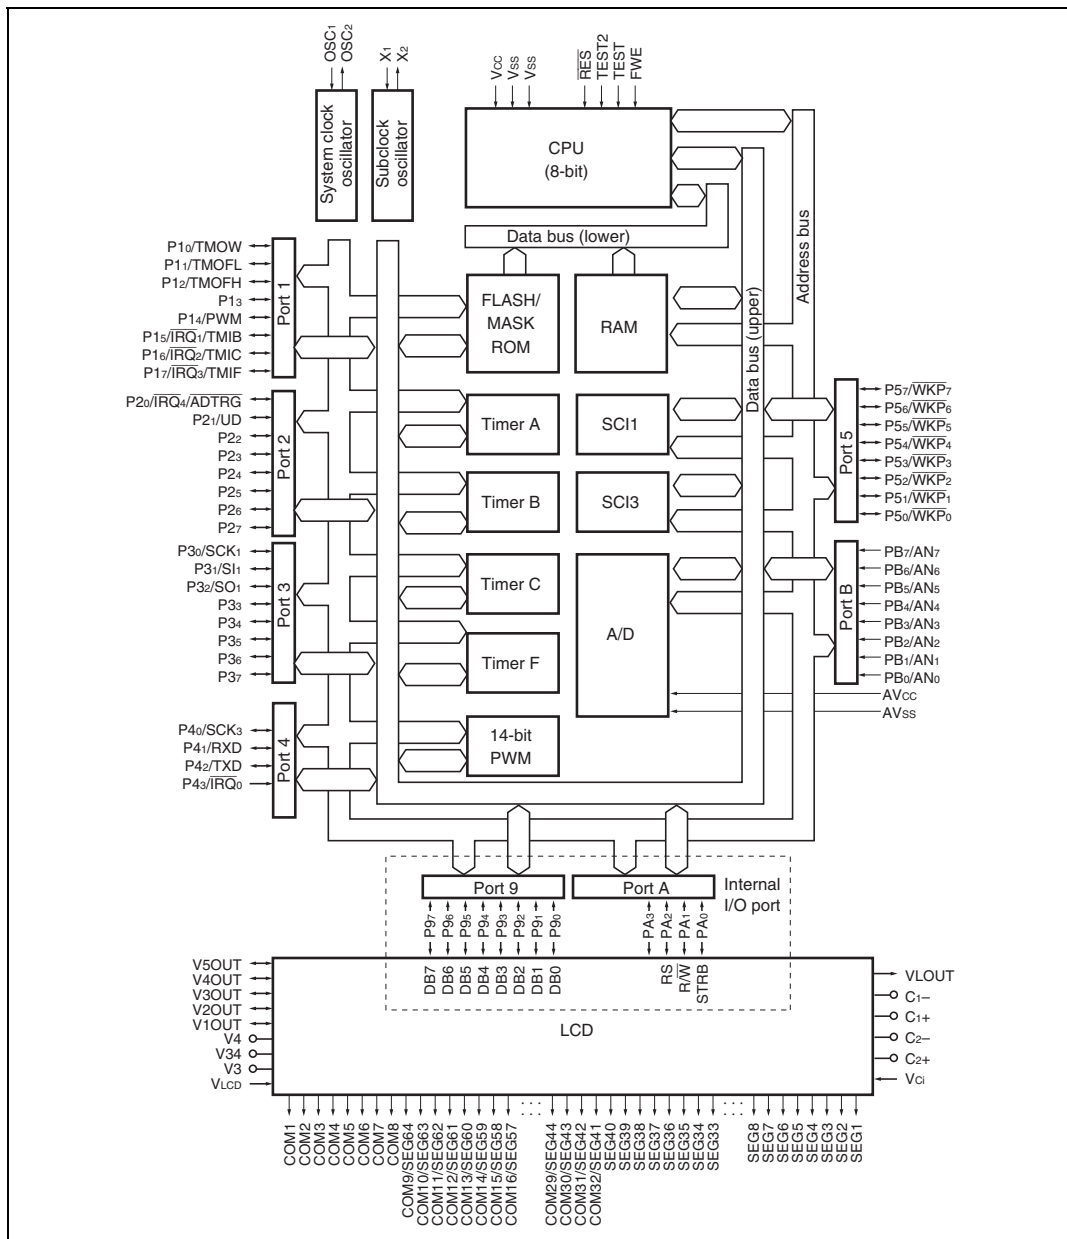 OSC1
OSC2
X1
X2
VCC
VSS
VSS
RES
TEST2
TEST
FWE
System clock
oscillator
Subclock
oscillator
CPU
(8-bit)
Data bus (lower)
Address bus
Data bus (upper)
P10/TMOW
P11/TMOFL
P12/TMOFH
P13
P14/PWM
P15/IRQ1/TMIB
P16/IRQ2/TMIC
P17/IRQ3/TMIF
Port 1
FLASH/
MASK
ROM
RAM
P20/IRQ4/ADTRG
P21/UD
P22
P23
P24
P25
P26
P27
Port 2
Timer A
SCI1
Timer B
SCI3
P57/WKP7
P56/WKP6
P55/WKP5
P54/WKP4
P53/WKP3
P52/WKP2
P51/WKP1
P50/WKP0
Port 5
P30/SCK1
P31/SI1
P32/SO1
P33
P34
P35
P36
P37
Port 3
Timer C
Timer F
A/D
PB7/AN7
PB6/AN6
PB5/AN5
PB4/AN4
PB3/AN3
PB2/AN2
PB1/AN1
PB0/AN0
Port B
AVCC
AVSS
P40/SCK3
P41/RXD
P42/TXD
P43/IRQ0
Port 4
14-bit
PWM
Port 9
Port A
Internal
I/O port
P97
P96
P95
P94
P93
P92
P91
P90
PA3
PA2
PA1
PA0
DB7
DB6
DB5
DB4
DB3
DB2
DB1
DB0
RS
R/W
STRB
LCD
V5OUT
V4OUT
V3OUT
V2OUT
V1OUT
V4
V34
V3
VLCD
VLOUT
C1–
C1+
C2–
C2+
VCi
COM1
COM2
COM3
COM4
COM5
COM6
COM7
COM8
COM9/SEG64
COM10/SEG63
COM11/SEG62
COM12/SEG61
COM13/SEG60
COM14/SEG59
COM15/SEG58
COM16/SEG57
COM29/SEG44
COM30/SEG43
COM31/SEG42
COM32/SEG41
SEG40
SEG39
SEG38
SEG37
SEG36
SEG35
SEG34
SEG33
SEG8
SEG7
SEG6
SEG5
SEG4
SEG3
SEG2
SEG1